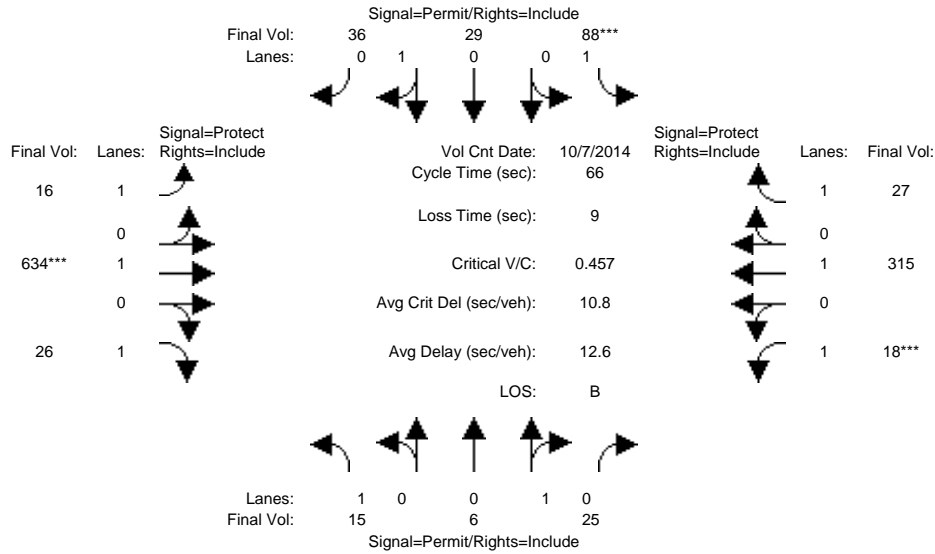 Signal=Permit/Rights=Include
Final Vol: 36 29 88***
Lanes: 0 1 0 0 1
Signal=Protect Signal=Protect
Final Vol: Lanes: Rights=Include Vol Cnt Date: 10/7/2014 Rights=Include Lanes: Final Vol:
Cycle Time (sec): 66
16 1 1 27
Loss Time (sec): 9
0 0
634*** 1 Critical V/C: 0.457 1 315
0 Avg Crit Del (sec/veh): 10.8 0
26 1 Avg Delay (sec/veh): 12.6 1 18***
LOS: B
Lanes: 1 0 0 1 0
Final Vol: 15 6 25
Signal=Permit/Rights=Include